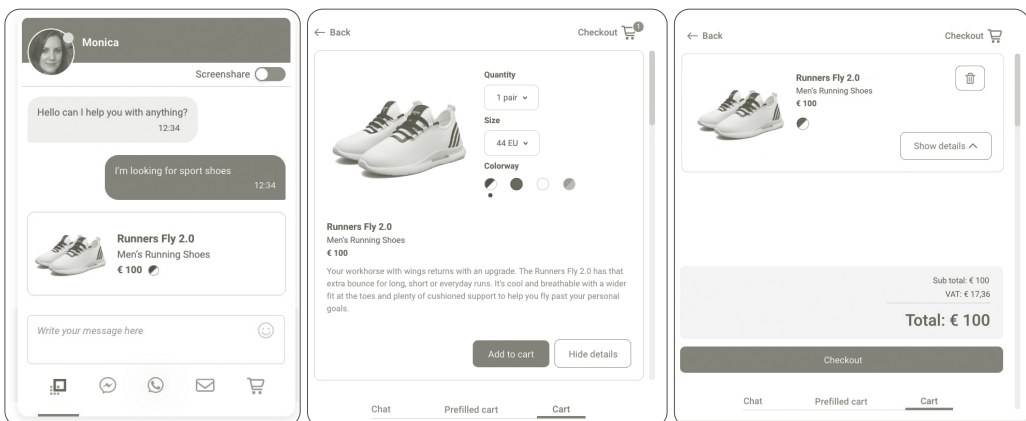 Monica
Screenshare
Hello can I help you with anything?
12:34
I'm looking for sport shoes
12:34
Runners Fly 2.0
Men's Running Shoes
€ 100
Write your message here
← Back
Checkout
1
Quantity
1 pair
Size
44 EU
Colorway
Runners Fly 2.0
Men's Running Shoes
€ 100
Your workhorse with wings returns with an upgrade. The Runners Fly 2.0 has that
extra bounce for long, short or everyday runs. It's cool and breathable with a wider
fit at the toes and plenty of cushioned support to help you fly past your personal
goals.
Add to cart
Hide details
Chat
Prefilled cart
Cart
← Back
Checkout
Runners Fly 2.0
Men's Running Shoes
€ 100
Show details
Sub total: € 100
VAT: € 17,36
Total: € 100
Checkout
Chat
Prefilled cart
Cart